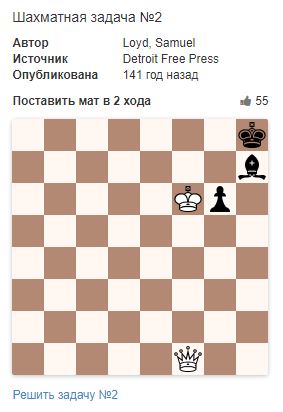 Шахматная задача №2
Автор Loyd, Samuel
Источник Detroit Free Press
Опубликована 141 год назад
Поставить мат в 2 хода 55
Решить задачу №2